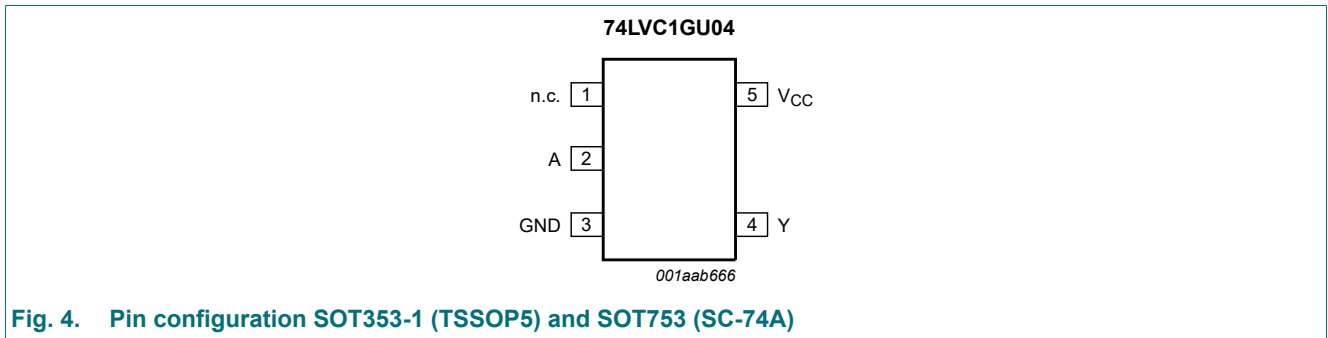 74LVC1GU04
n.c. 1
5 VCC
A 2
GND 3
4 Y
001aab666
Fig. 4. Pin configuration SOT353-1 (TSSOP5) and SOT753 (SC-74A)